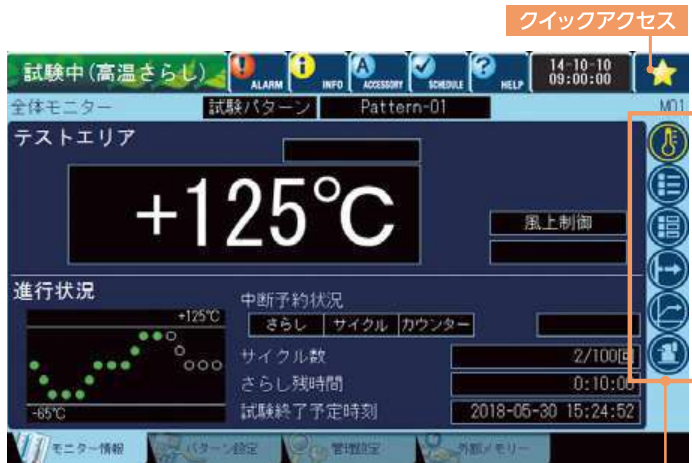 クイックアクセス
試験中(高温さらし) ALARM INFO ACCESSORY SCHEDULE HELP 14-10-10
09:00:00
全体モニター 試験パターン Pattern-01 M01
テストエリア
+125℃
風上制御
進行状況
中断予約状況
+125℃
さらし サイクル カウンター
サイクル数 2/100回
さらし残時間 0:10:00
-65℃
試験終了予定時刻 2018-05-30 15:24:52
モニター情報 パターン設定 管理設定 外部メモリー